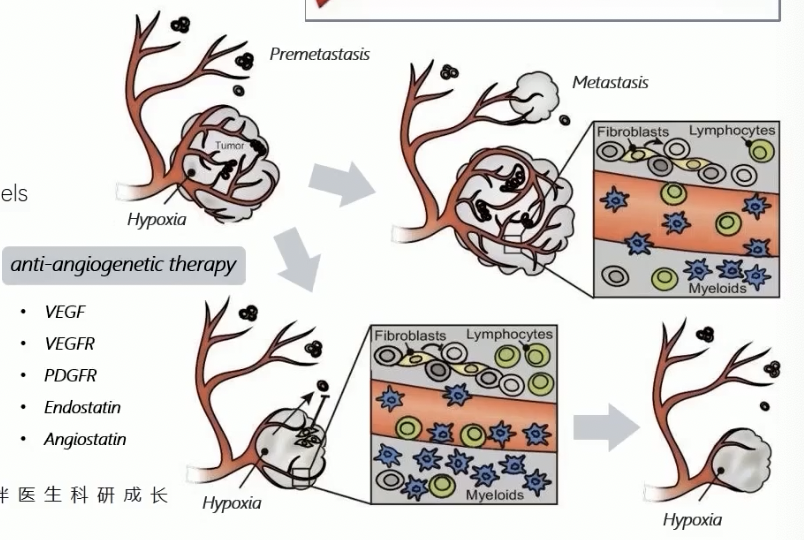 Premetastasis
Metastasis
Tumor
Hypoxia
Fibroblasts Lymphocytes
Myeloids
els
anti-angiogenetic therapy
• VEGF
• VEGFR
• PDGFR
• Endostatin
• Angiostatin
Fibroblasts Lymphocytes
Myeloids
Hypoxia
Hypoxia
伴医生科研成长